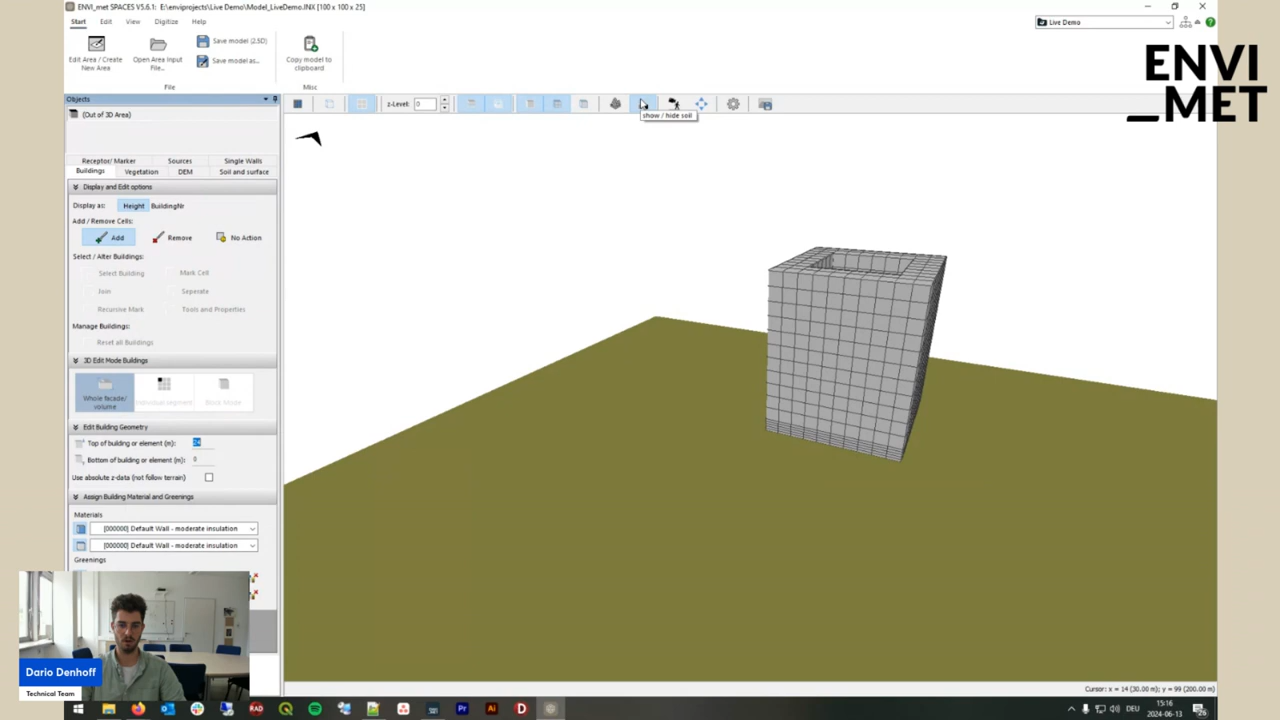 ENVI_met SPACES V5.6.1: E:\enviprojects\Live Demo\Model_LiveDemo.INX [100 x 100 x 25]
Start Edit View Digitize Help
Live Demo
Edit Area / Create New Area
Open Area Input File...
Save model (2.5D)
Save model as...
Copy model to clipboard
File
Misc
ENVI
_MET
Objects
z-Level: 0
show / hide soil
(Out of 3D Area)
Receptor/ Marker Sources Single Walls
Buildings Vegetation DEM Soil and surface
Display and Edit options
Display as: Height BuildingNr
Add / Remove Cells:
Add Remove No Action
Select / Alter Buildings:
Select Building Mark Cell
Join Separate
Recursive Mark Tools and Properties
Manage Buildings:
Reset all Buildings
3D Edit Mode Buildings
Whole facade/ volume
Individual segment
Block Mode
Edit Building Geometry
Top of building or element (m): 24
Bottom of building or element (m): 0
Use absolute z-data (not follow terrain)
Assign Building Material and Greenings
Materials
[000000] Default Wall - moderate insulation
[000000] Default Wall - moderate insulation
Greenings
Dario Denhoff
Technical Team
Cursor: x = 14 (30.00 m); y = 99 (200.00 m)
RAD
Pr
Ai
D
DEU
15:16
2024-06-13